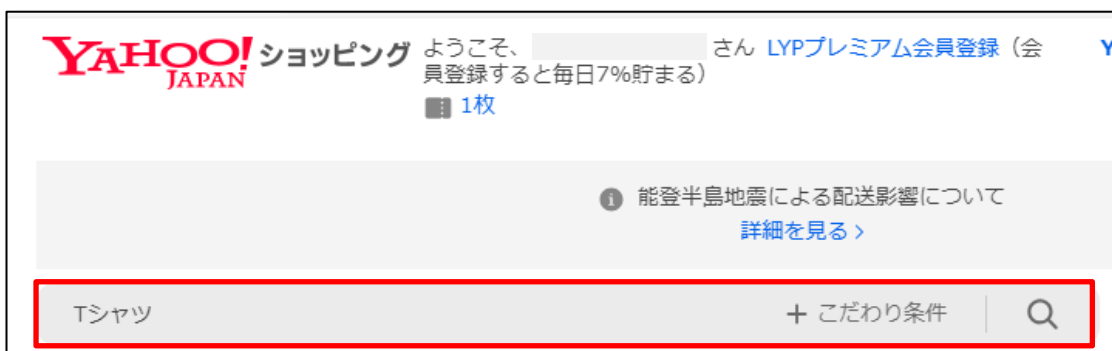 YAHOO! JAPAN ショッピング
ようこそ、 さん LYPプレミアム会員登録（会
員登録すると毎日7%貯まる）
1枚
Y
能登半島地震による配送影響について
詳細を見る >
Tシャツ
+ こだわり条件